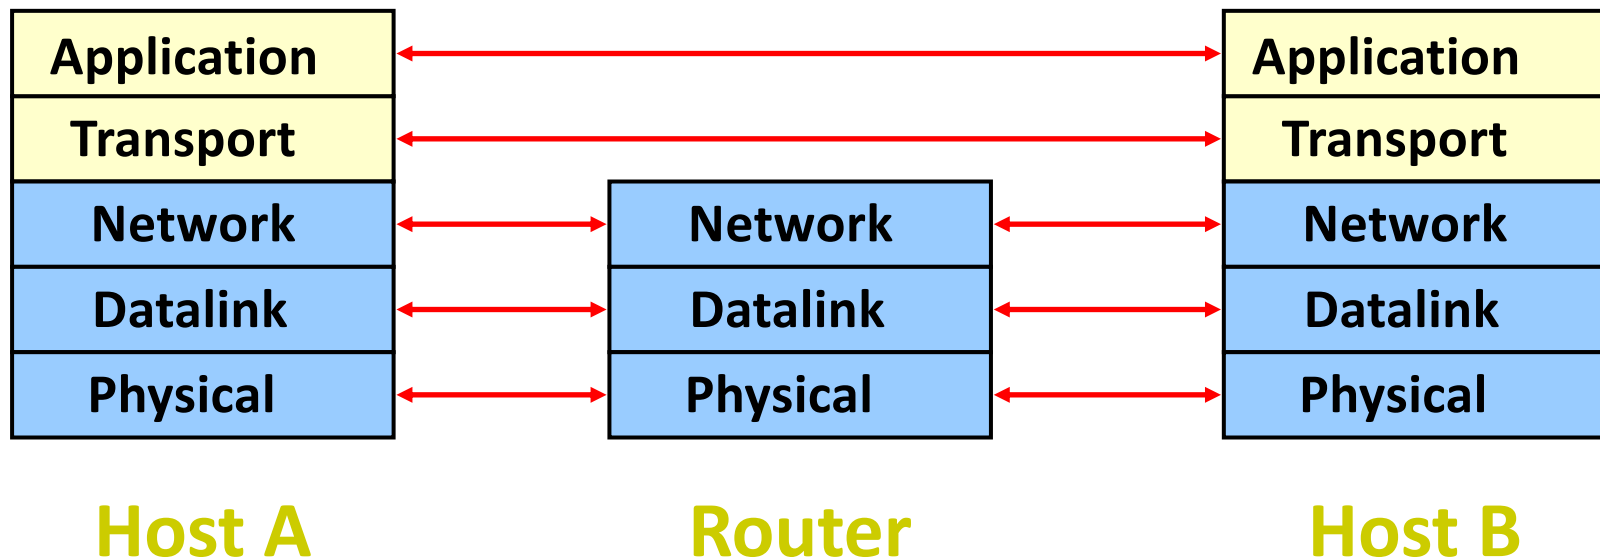 Application Application
Transport Transport
Network Network Network
Datalink Datalink Datalink
Physical Physical Physical
Host A Router Host B